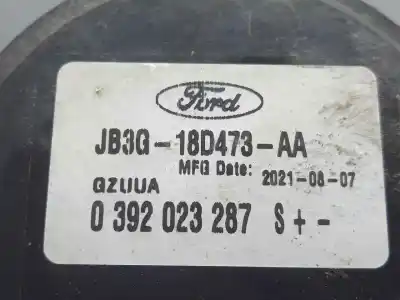 Ford
JB3G-18D473-AA
MFG Date: 2021-08-07
GZUUA
0 392 023 287 S + -